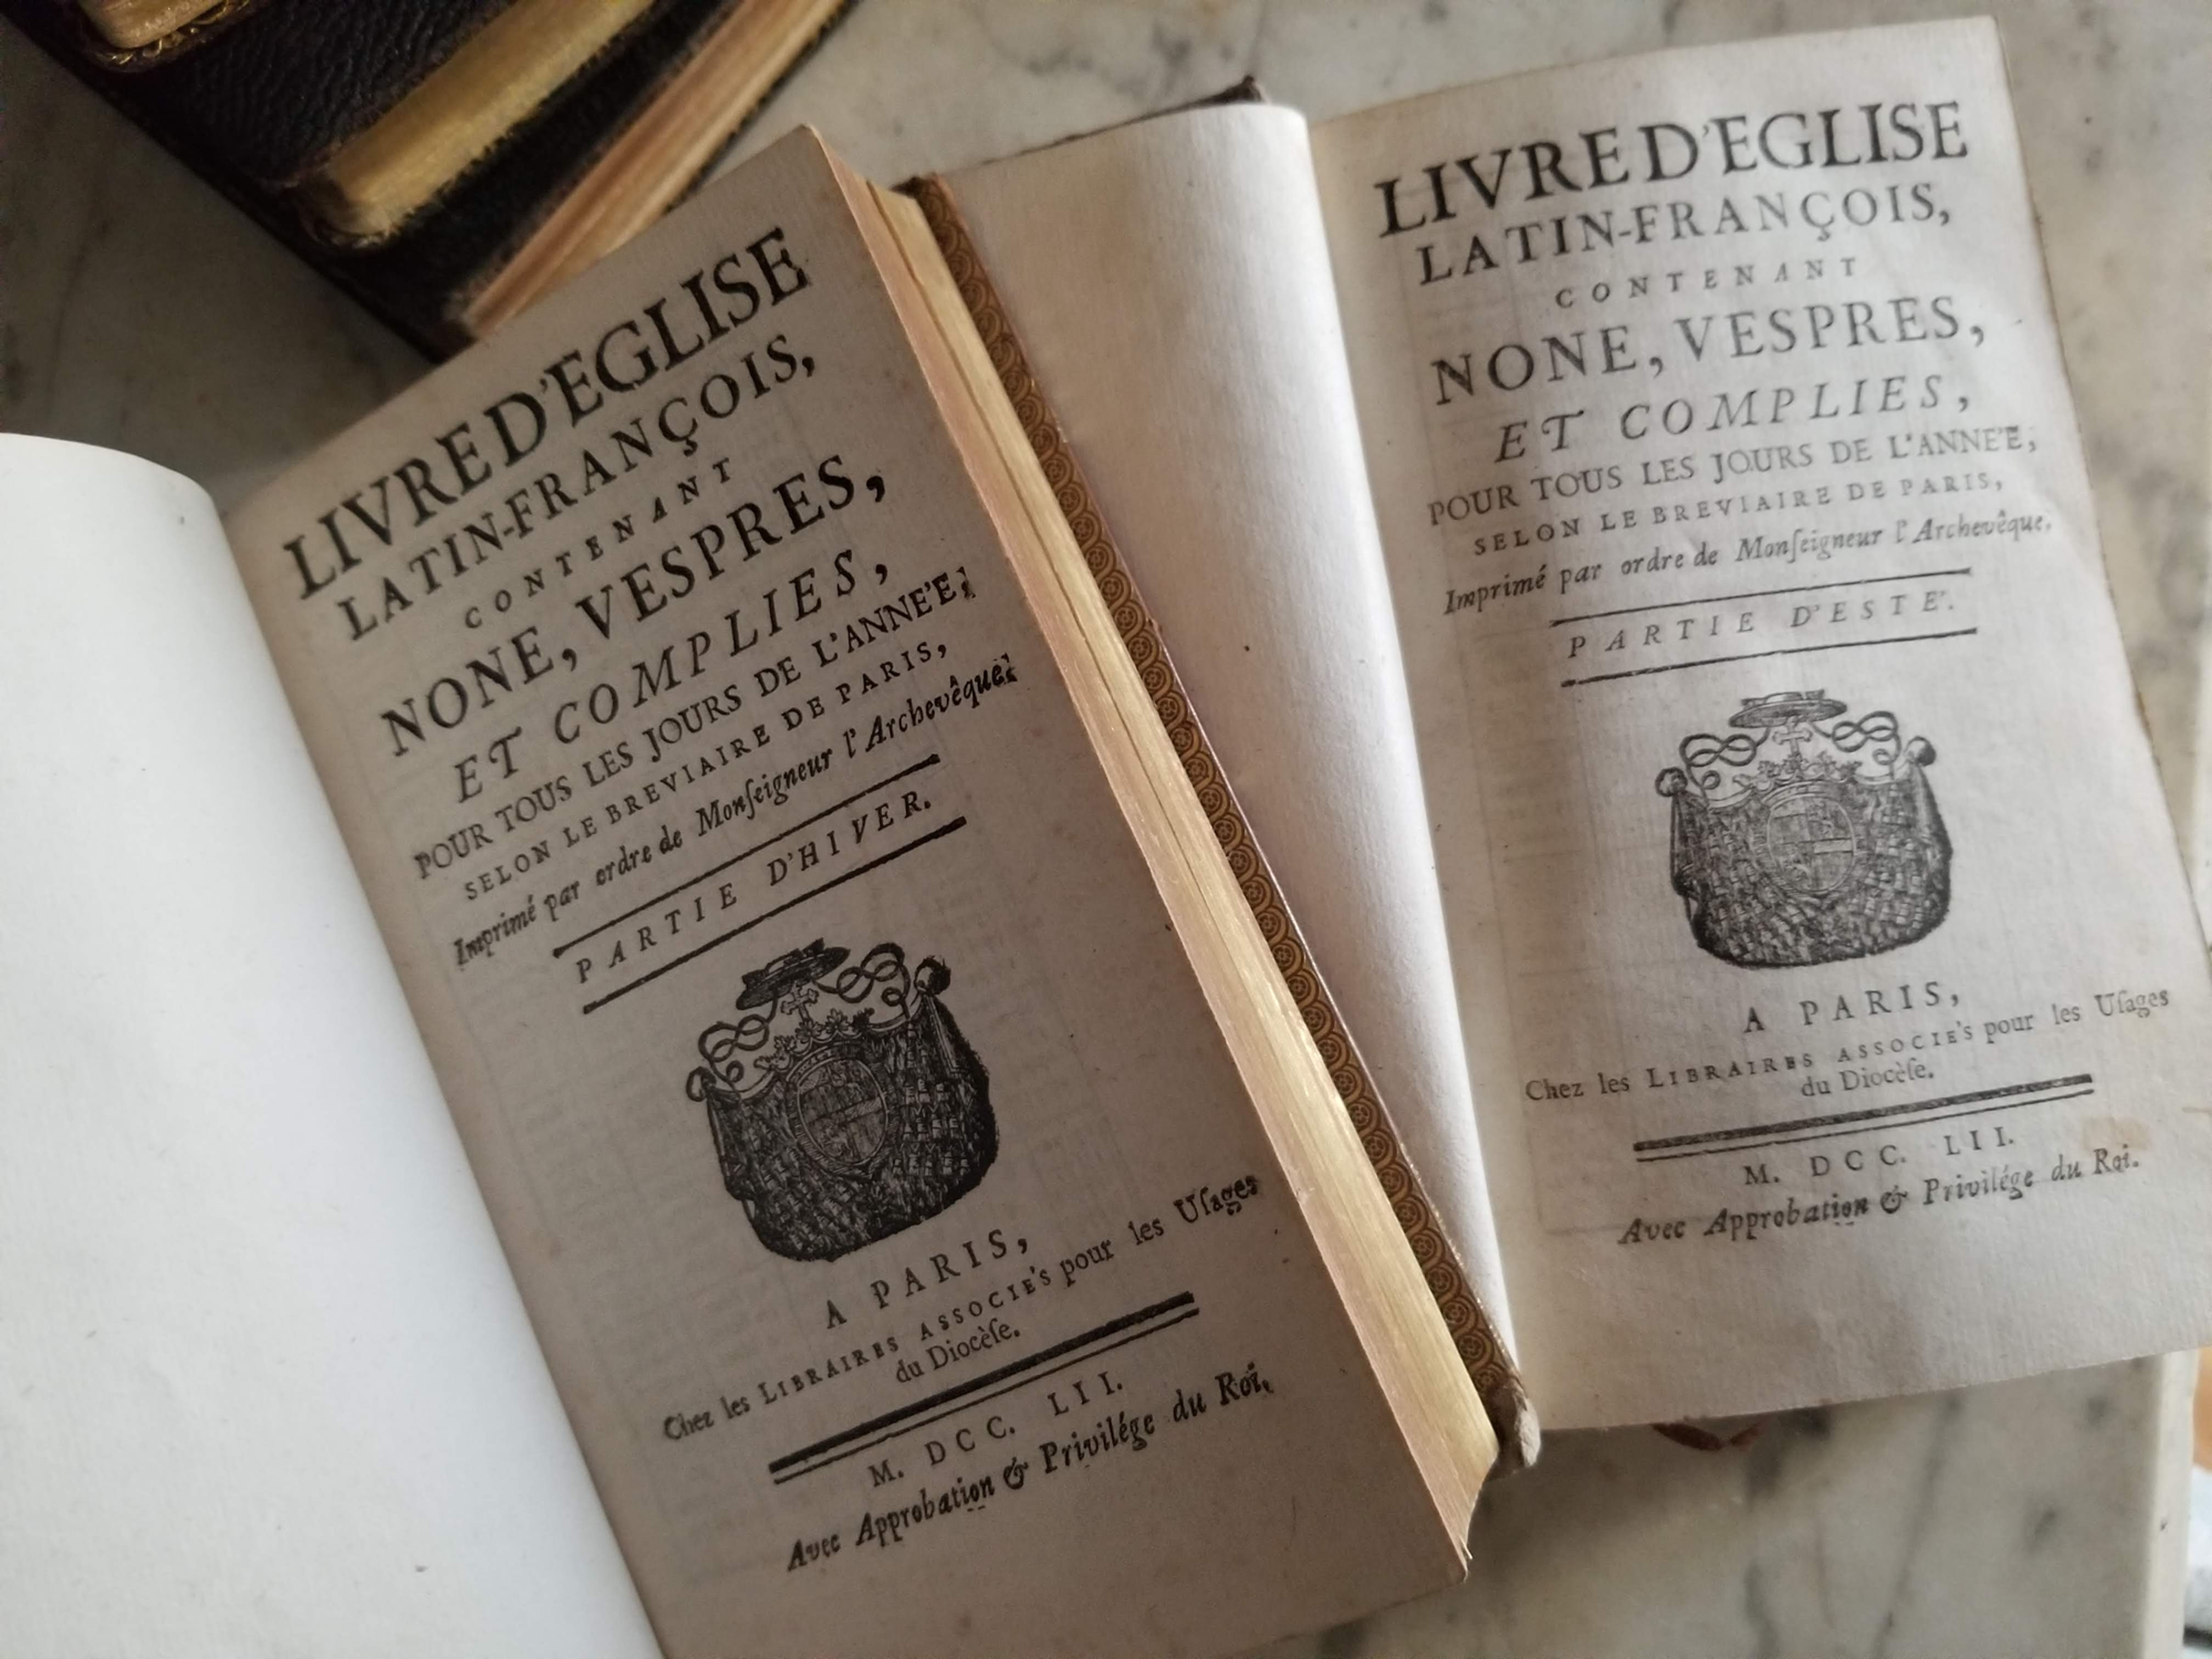 LIVRE D'EGLISE
LATIN-FRANÇOIS,
CONTENANT
NONE, VESPRES,
ET COMPLIES,
POUR TOUS LES JOURS DE L'ANNE'E,
SELON LE BREVIAIRE DE PARIS,
Imprimé par ordre de Monſeigneur l'Archevêque.
PARTIE D'HIVER.
A PARIS,
Chez les LIBRAIRES ASSOCIE'S pour les Uſages
du Diocèſe.
M. DCC. LII.
Avec Approbation & Privilége du Roi.
LIVRE D'EGLISE
LATIN-FRANÇOIS,
CONTENANT
NONE, VESPRES,
ET COMPLIES,
POUR TOUS LES JOURS DE L'ANNE'E,
SELON LE BREVIAIRE DE PARIS,
Imprimé par ordre de Monſeigneur l'Archevêque.
PARTIE D'ESTE'.
A PARIS,
Chez les LIBRAIRES ASSOCIE'S pour les Uſages
du Diocèſe.
M. DCC. LII.
Avec Approbation & Privilége du Roi.